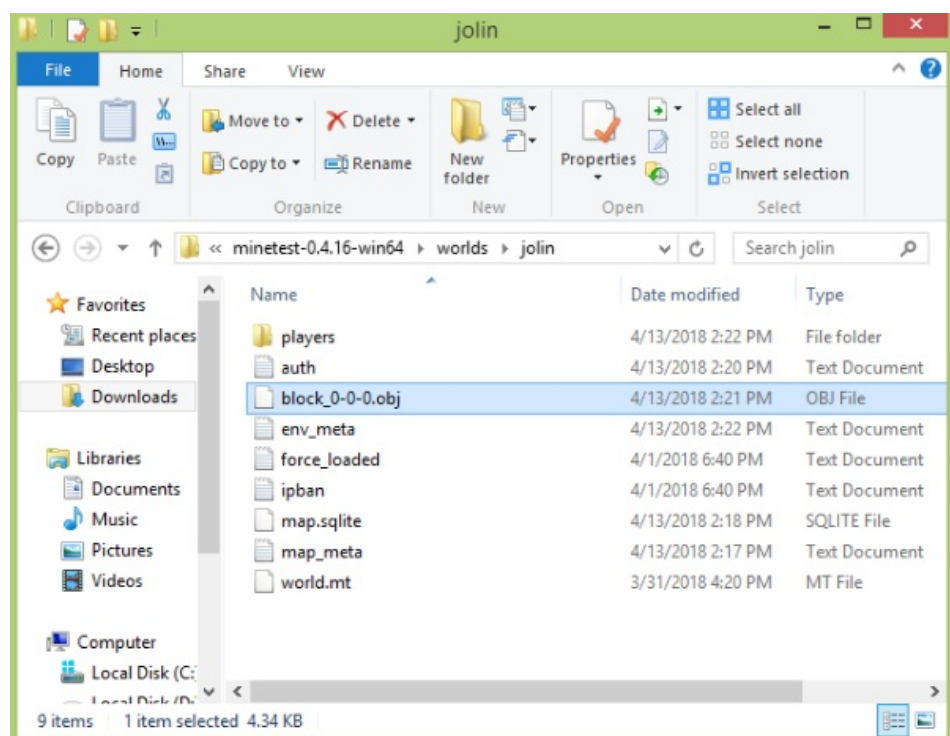 jolin
File Home Share View
Copy Paste Move to Copy to Delete Rename New folder Properties Select all Select none Invert selection
Clipboard Organize New Open Select
« minetest-0.4.16-win64 worlds jolin Search jolin
Favorites
Recent places
Desktop
Downloads
Libraries
Documents
Music
Pictures
Videos
Computer
Local Disk (C:
Name Date modified Type
players 4/13/2018 2:22 PM File folder
auth 4/13/2018 2:20 PM Text Document
block_0-0-0.obj 4/13/2018 2:21 PM OBJ File
env_meta 4/13/2018 2:22 PM Text Document
force_loaded 4/1/2018 6:40 PM Text Document
ipban 4/1/2018 6:40 PM Text Document
map.sqlite 4/13/2018 2:18 PM SQLITE File
map_meta 4/13/2018 2:17 PM Text Document
world.mt 3/31/2018 4:20 PM MT File
9 items 1 item selected 4.34 KB